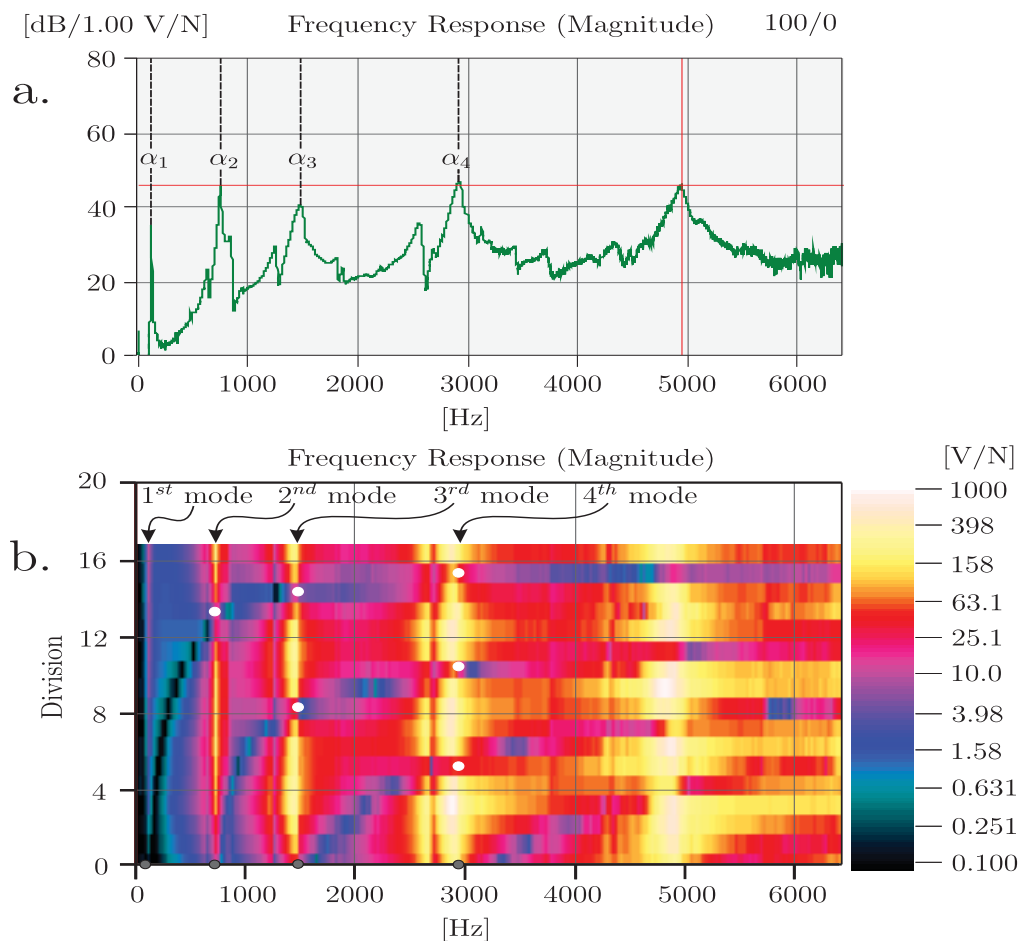 [dB/1.00 V/N] Frequency Response (Magnitude) 100/0
a.
80
60
α1 α2 α3 α4
40
20
0
0 1000 2000 3000 4000 5000 6000
[Hz]
Frequency Response (Magnitude) [V/N]
b.
20
1st mode 2nd mode 3rd mode 4th mode
16
12
8
4
0
Division
0 1000 2000 3000 4000 5000 6000
[Hz]
1000
398
158
63.1
25.1
10.0
3.98
1.58
0.631
0.251
0.100